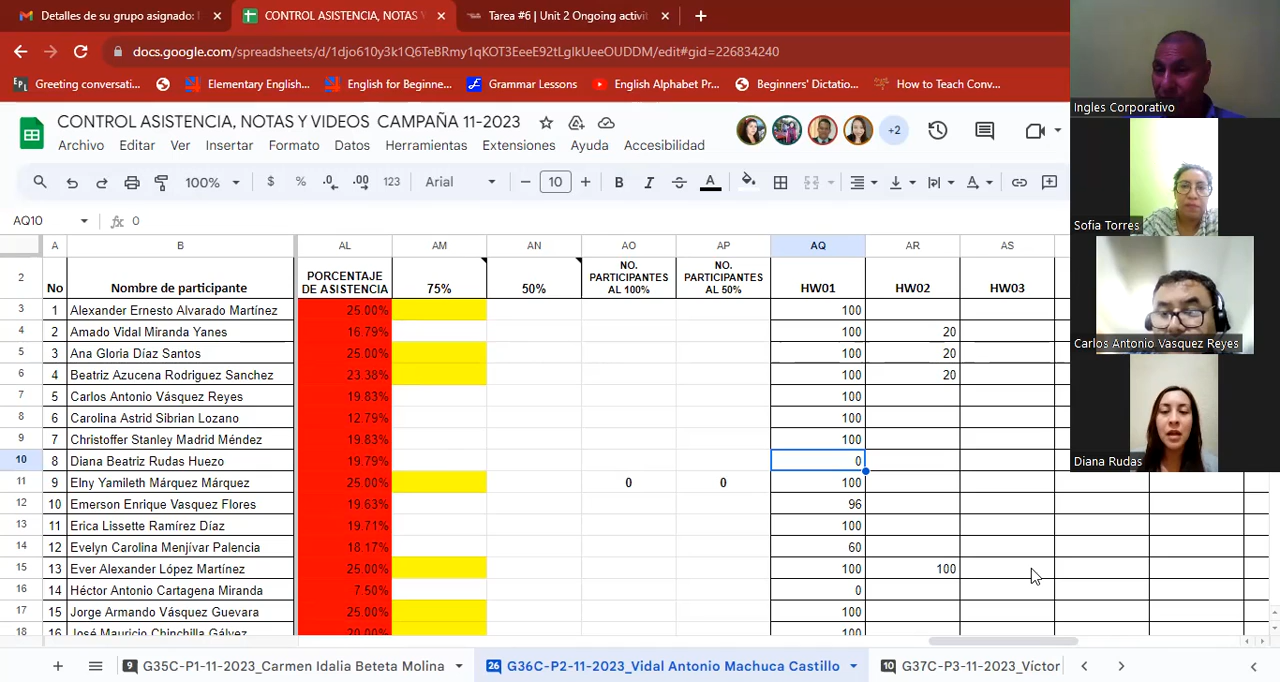 Detalles de su grupo asignado:
CONTROL ASISTENCIA, NOTAS Y
Tarea #6 | Unit 2 Ongoing activit
docs.google.com/spreadsheets/d/1djo610y3k1Q6TeBRmy1qKOT3EeeE92tLgIkUeeOUDDM/edit#gid=226834240
Greeting conversati...
Elementary English...
English for Beginne...
Grammar Lessons
English Alphabet Pr...
Beginners' Dictatio...
How to Teach Conv...
CONTROL ASISTENCIA, NOTAS Y VIDEOS CAMPAÑA 11-2023
+2
Archivo Editar Ver Insertar Formato Datos Herramientas Extensiones Ayuda Accesibilidad
100% $ % .0 .00 123 Arial 10 B I A
AQ10 fx 0
A B AL AM AN AO AP AQ AR AS
2 No Nombre de participante PORCENTAJE DE ASISTENCIA 75% 50% NO. PARTICIPANTES AL 100% NO. PARTICIPANTES AL 50% HW01 HW02 HW03
3 1 Alexander Ernesto Alvarado Martínez 25.00% 100
4 2 Amado Vidal Miranda Yanes 16.79% 100 20
5 3 Ana Gloria Díaz Santos 25.00% 100 20
6 4 Beatriz Azucena Rodriguez Sanchez 23.38% 100 20
7 5 Carlos Antonio Vásquez Reyes 19.83% 100
8 6 Carolina Astrid Sibrian Lozano 12.79% 100
9 7 Christoffer Stanley Madrid Méndez 19.83% 100
10 8 Diana Beatriz Rudas Huezo 19.79% 0
11 9 Elny Yamileth Márquez Márquez 25.00% 0 0 100
12 10 Emerson Enrique Vasquez Flores 19.63% 96
13 11 Erica Lissette Ramírez Díaz 19.71% 100
14 12 Evelyn Carolina Menjívar Palencia 18.17% 60
15 13 Ever Alexander López Martínez 25.00% 100 100
16 14 Héctor Antonio Cartagena Miranda 7.50% 0
17 15 Jorge Armando Vásquez Guevara 25.00% 100
18 16 José Mauricio Chinchilla Gálvez 20.00% 100
9 G35C-P1-11-2023_Carmen Idalia Beteta Molina
26 G36C-P2-11-2023_Vidal Antonio Machuca Castillo
10 G37C-P3-11-2023_Víctor
Ingles Corporativo
Sofia Torres
Carlos Antonio Vasquez Reyes
Diana Rudas